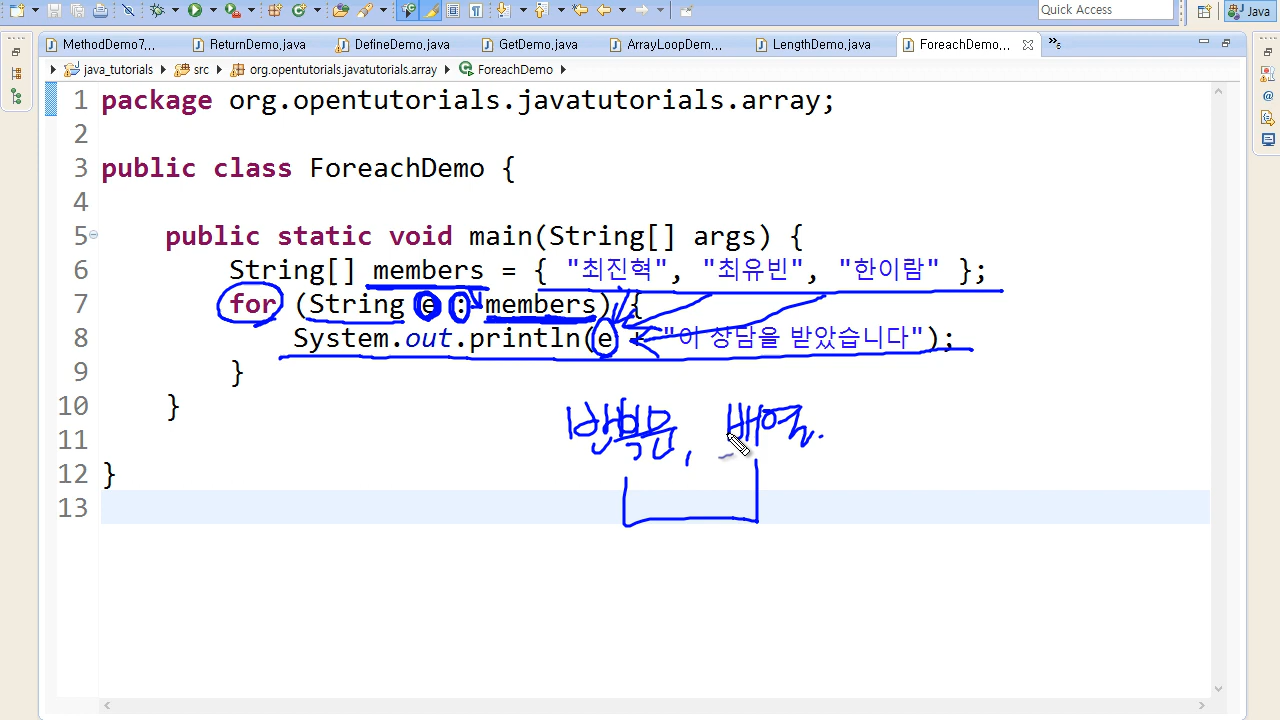 Quick Access
Java
MethodDemo7...
ReturnDemo.java
DefineDemo.java
GetDemo.java
ArrayLoopDem...
LengthDemo.java
ForeachDemo...
»6
java_tutorials
src
org.opentutorials.javatutorials.array
ForeachDemo
1 package org.opentutorials.javatutorials.array;
2
3 public class ForeachDemo {
4
5 public static void main(String[] args) {
6 String[] members = { "최진혁", "최유빈", "한이람" };
7 for (String e : members) {
8 System.out.println(e + "이 상담을 받았습니다");
9 }
10 }
11
12 }
13
반복문, 배열.